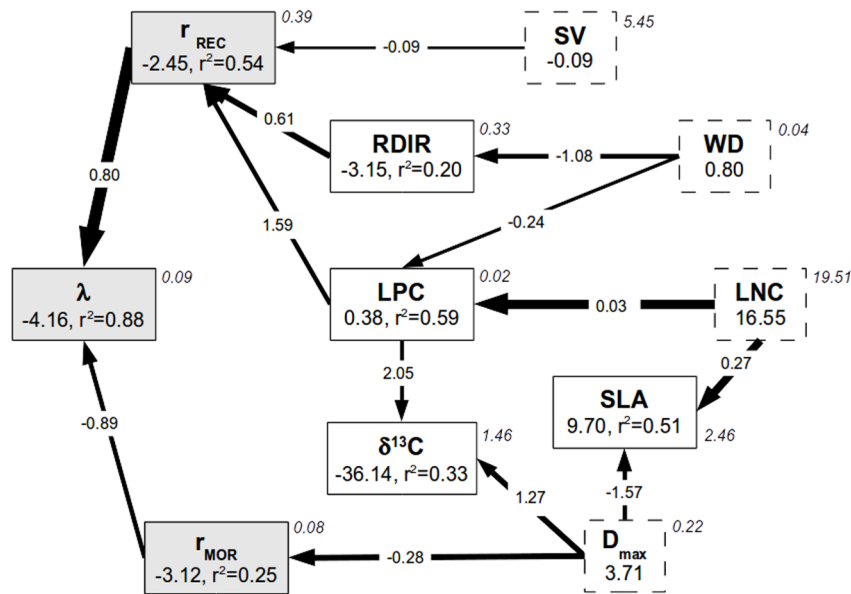 r REC
-2.45, r²=0.54
0.39
-0.09
SV
-0.09
5.45
0.61
RDIR
-3.15, r²=0.20
0.33
-1.08
WD
0.80
0.04
0.80
1.59
-0.24
λ
-4.16, r²=0.88
0.09
LPC
0.38, r²=0.59
0.02
0.03
LNC
16.55
19.51
2.05
0.27
SLA
9.70, r²=0.51
2.46
-0.89
δ¹³C
-36.14, r²=0.33
1.46
1.27
-1.57
r MOR
-3.12, r²=0.25
0.08
-0.28
D max
3.71
0.22